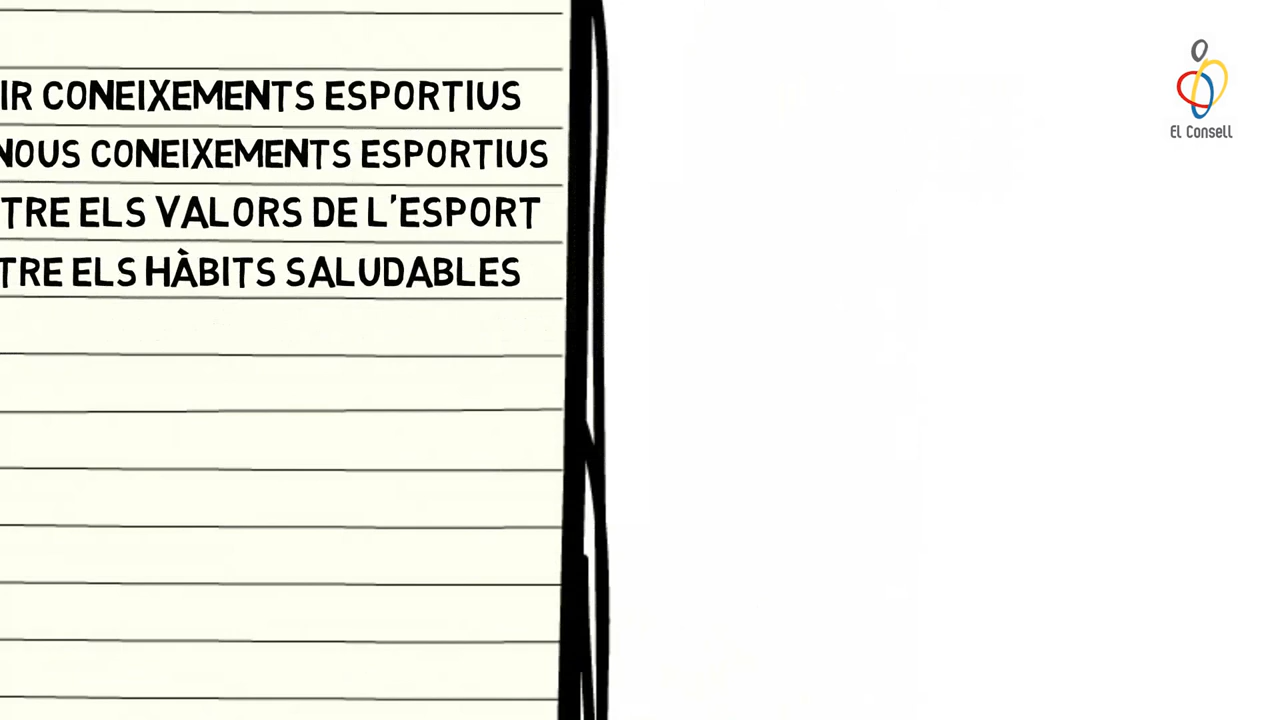 IR CONEIXEMENTS ESPORTIUS
NOUS CONEIXEMENTS ESPORTIUS
TRE ELS VALORS DE L'ESPORT
TRE ELS HÀBITS SALUDABLES
El Consell